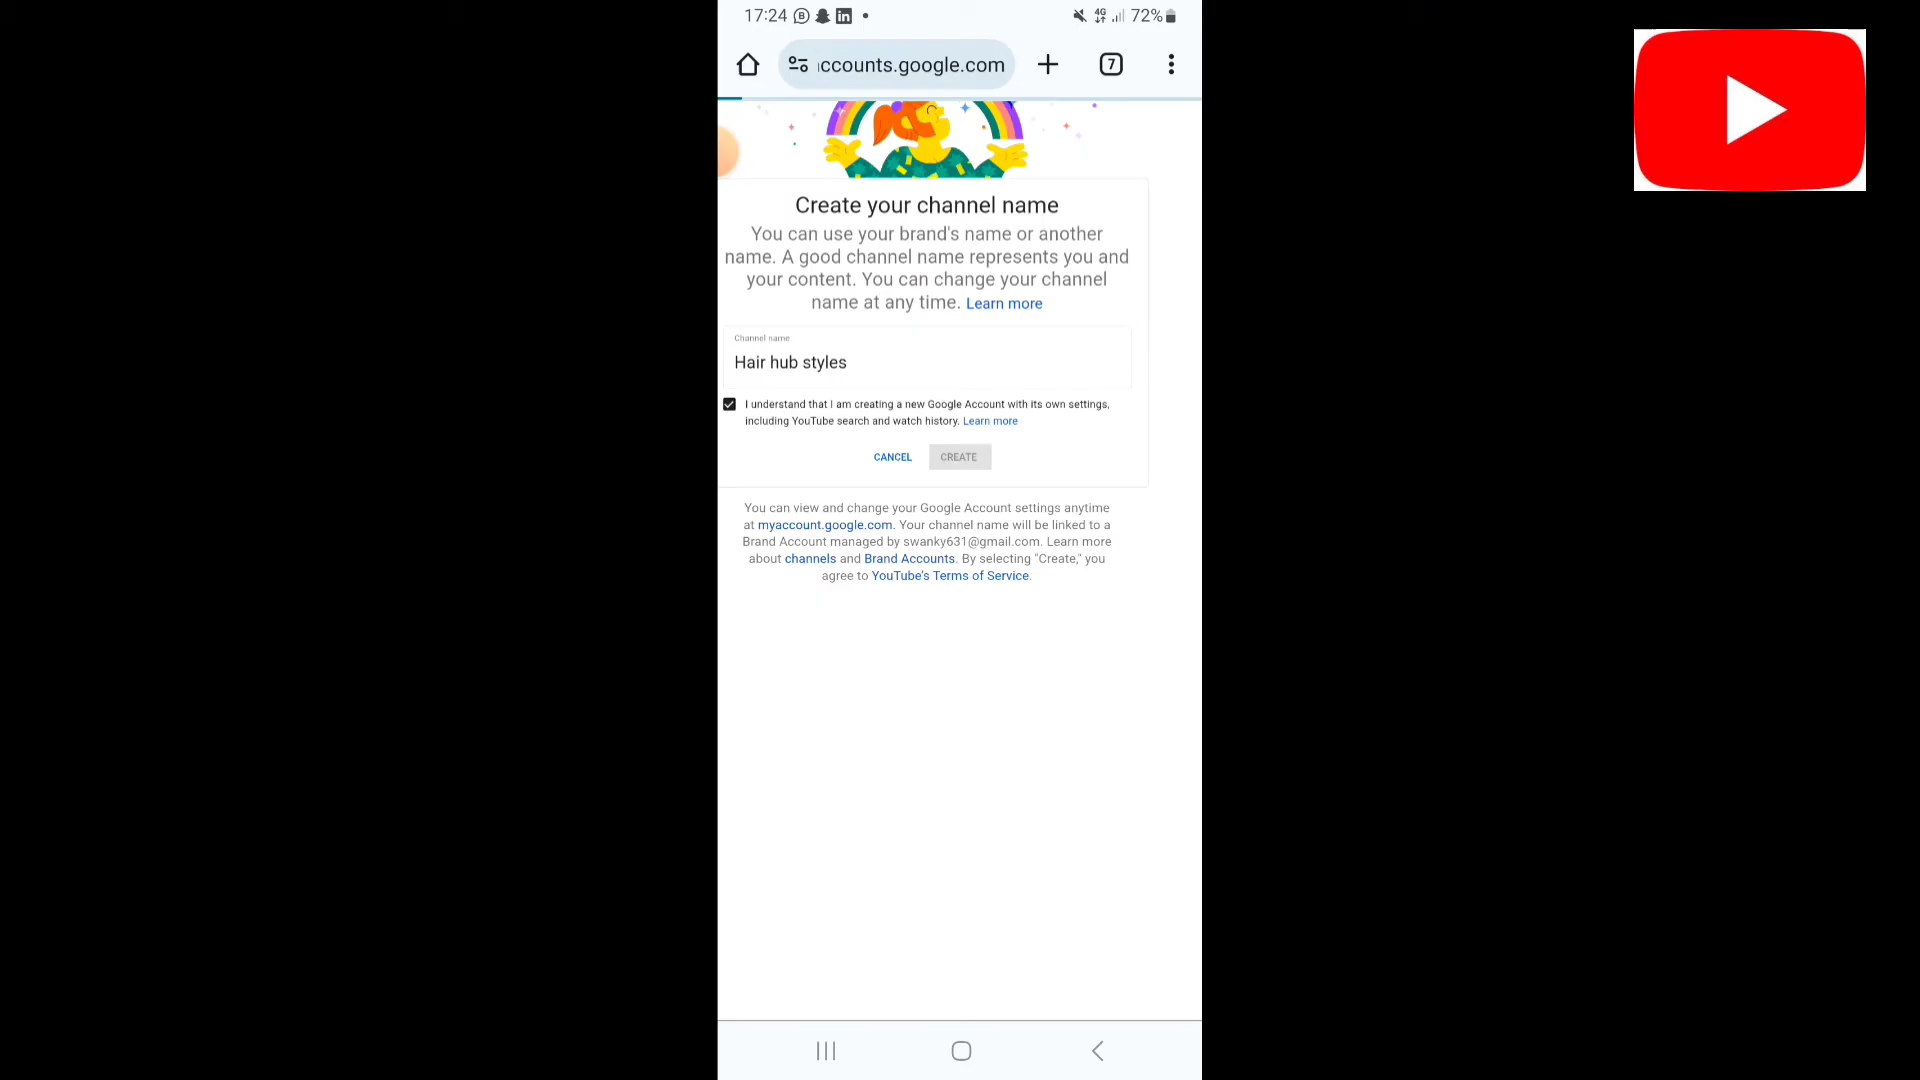 17:24
4G 72%
ccounts.google.com
7
Create your channel name
You can use your brand's name or another
name. A good channel name represents you and
your content. You can change your channel
name at any time. Learn more
Channel name
Hair hub styles
I understand that I am creating a new Google Account with its own settings,
including YouTube search and watch history. Learn more
CANCEL CREATE
You can view and change your Google Account settings anytime
at myaccount.google.com. Your channel name will be linked to a
Brand Account managed by swanky631@gmail.com. Learn more
about channels and Brand Accounts. By selecting "Create," you
agree to YouTube's Terms of Service.